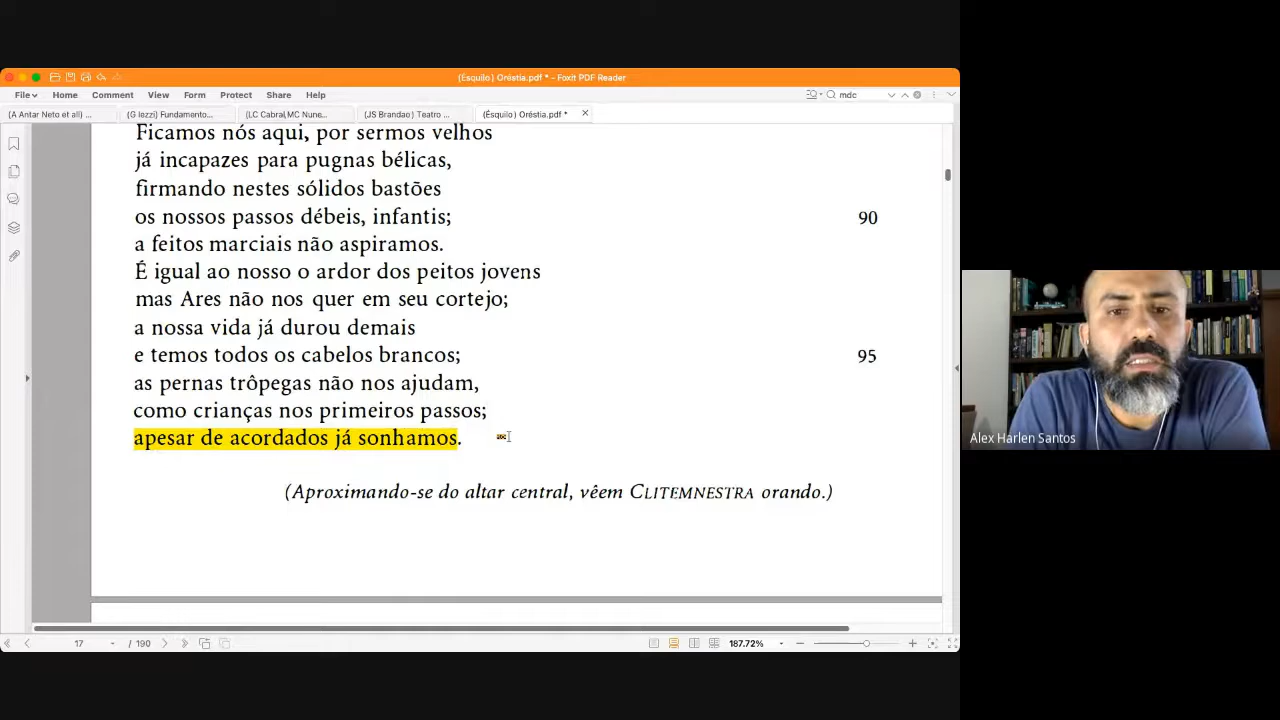 (Ésquilo) Oréstia.pdf * - Foxit PDF Reader
File Home Comment View Form Protect Share Help mdc
(A Antar Neto et all) ... (G Iezzi) Fundamento... (LC Cabral,MC Nune... (JS Brandao) Teatro ... (Ésquilo) Oréstia.pdf *
Ficamos nós aqui, por sermos velhos
já incapazes para pugnas bélicas,
firmando nestes sólidos bastões
os nossos passos débeis, infantis; 90
a feitos marciais não aspiramos.
É igual ao nosso o ardor dos peitos jovens
mas Ares não nos quer em seu cortejo;
a nossa vida já durou demais
e temos todos os cabelos brancos; 95
as pernas trôpegas não nos ajudam,
como crianças nos primeiros passos;
apesar de acordados já sonhamos.
(Aproximando-se do altar central, vêem CLITEMNESTRA orando.)
Alex Harlen Santos
17 / 190 187.72%